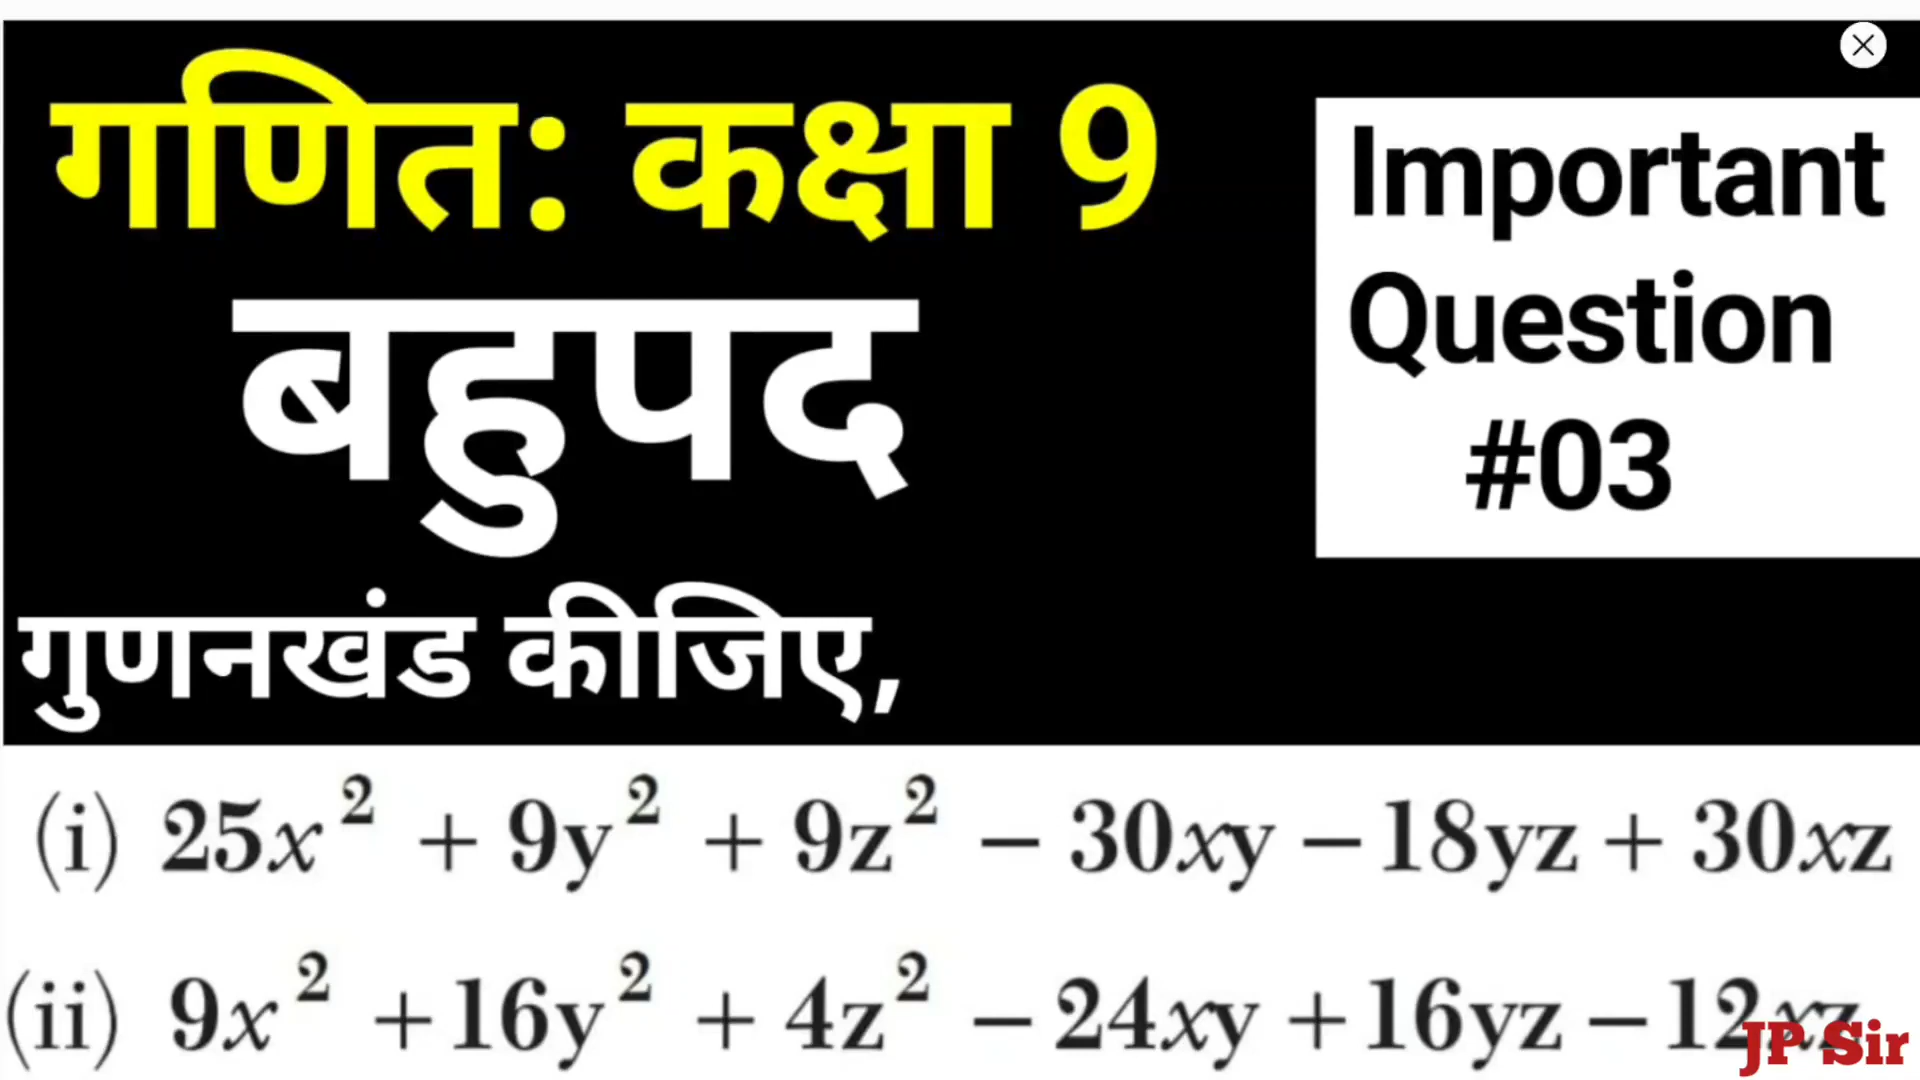 गणित: कक्षा 9
बहुपद
Important
Question
#03
गुणनखंड कीजिए,
(i) 25x² + 9y² + 9z² − 30xy − 18yz + 30xz
(ii) 9x² + 16y² + 4z² − 24xy + 16yz − 12xz
JP Sir